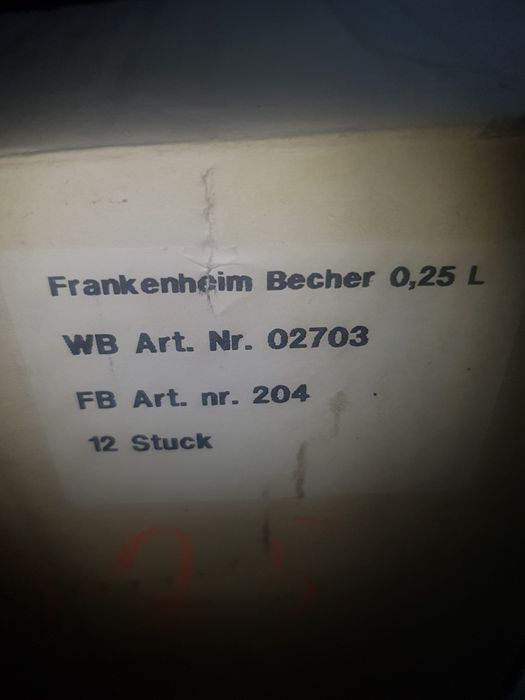 Frankenheim Becher 0,25 L
WB Art. Nr. 02703
FB Art. nr. 204
12 Stuck